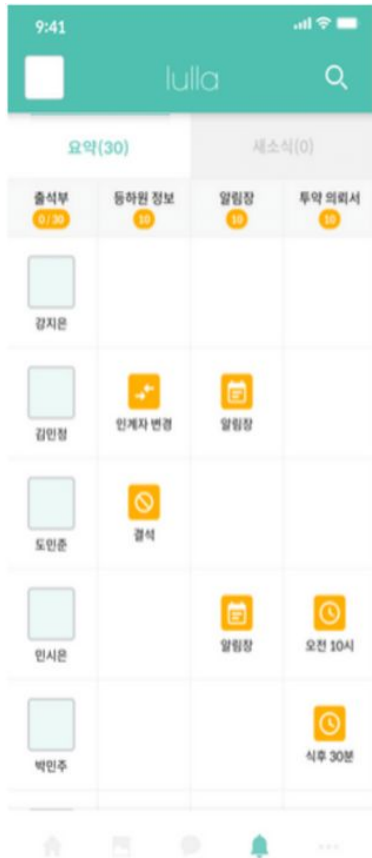 9:41
lulla
요약(30)
새소식(0)
출석부
등하원 정보
알림장
투약 의뢰서
0/30
10
10
10
강지은
김민정
인계자 변경
알림장
도민준
결석
민시은
알림장
오전 10시
박민주
식후 30분